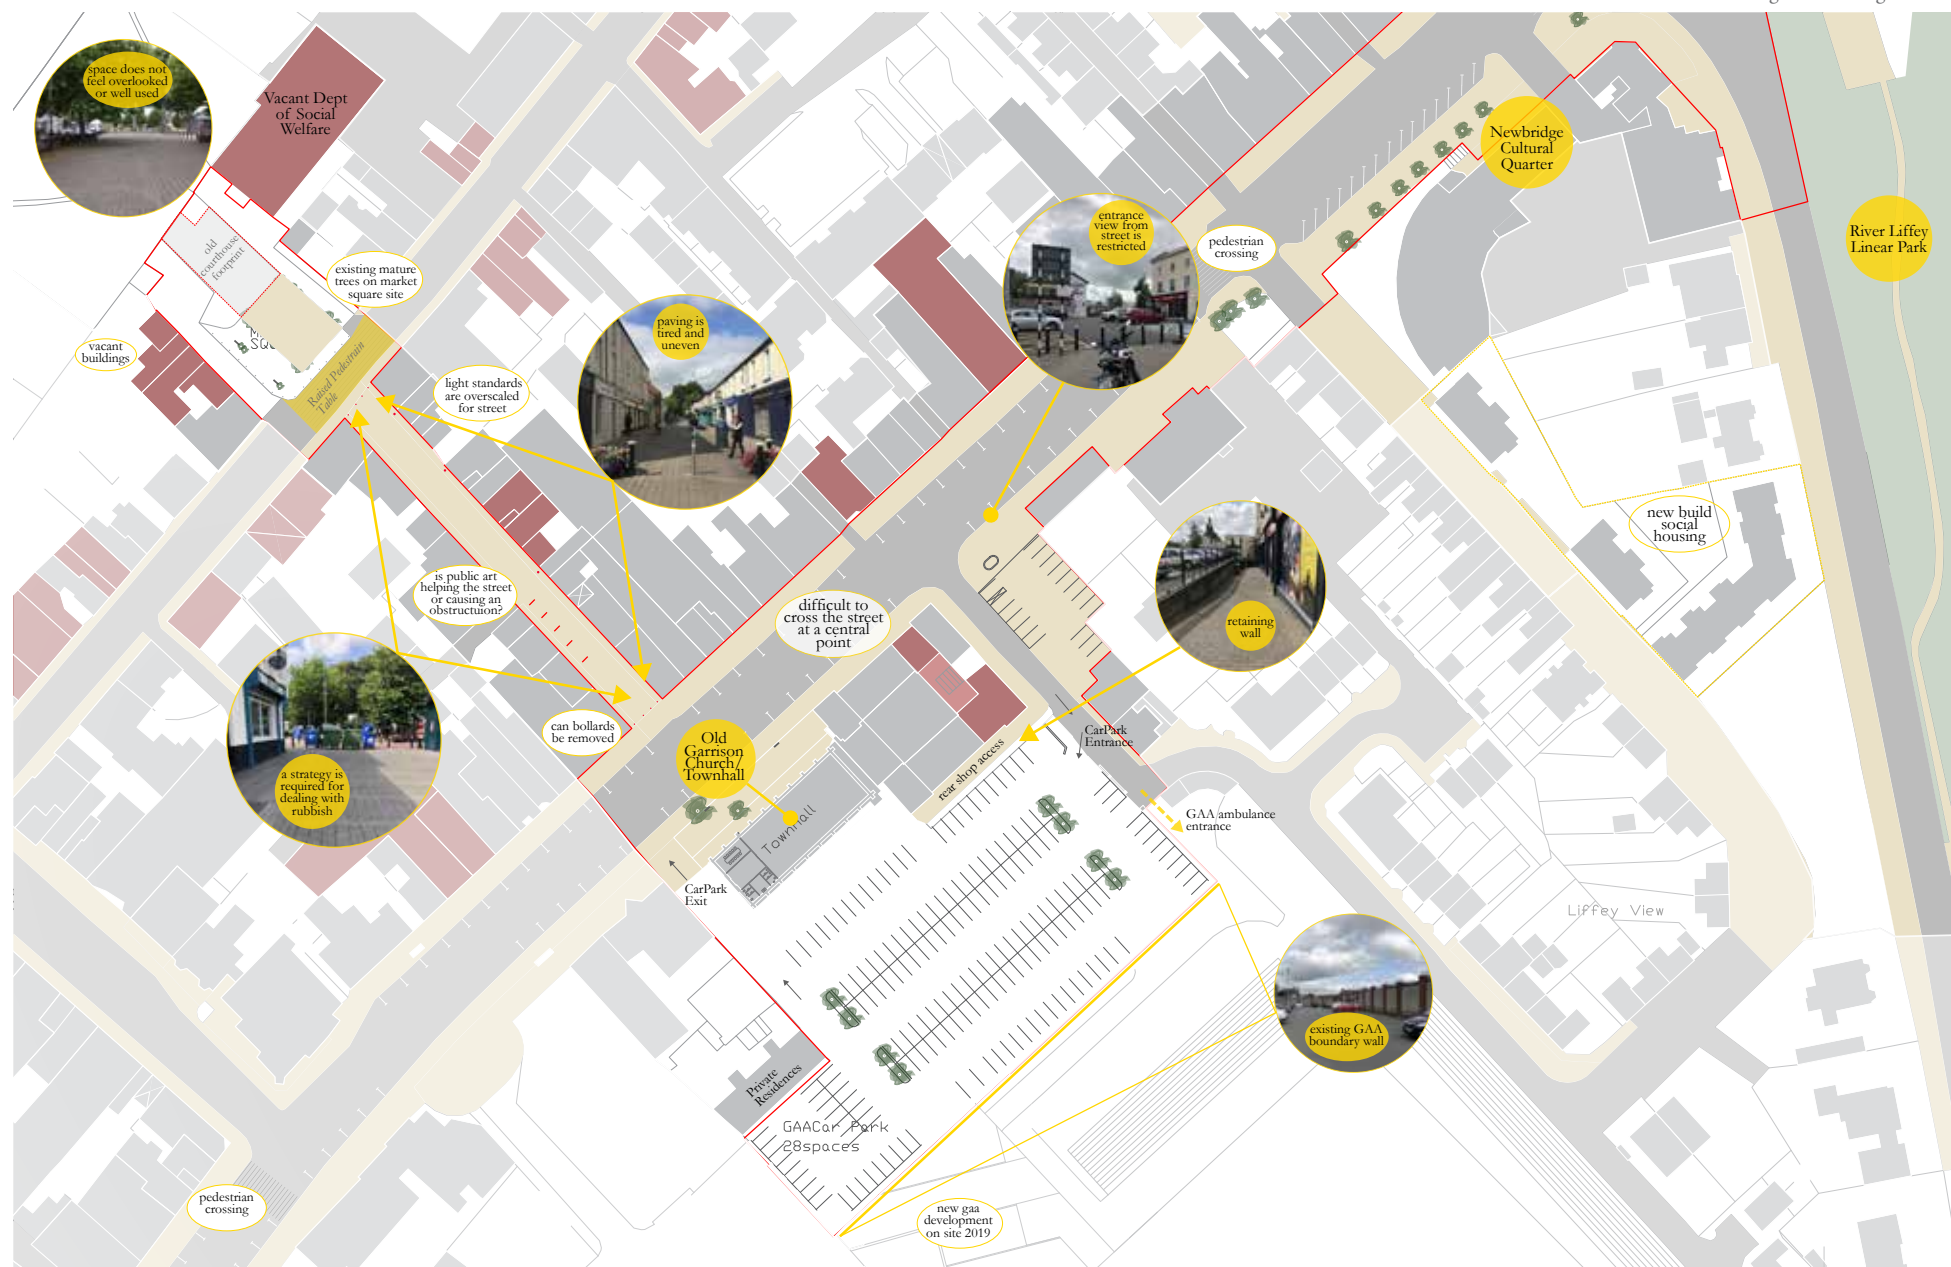 space does not
feel overlooked
or well used
Vacant Dept
of Social
Welfare
Newbridge
Cultural
Quarter
River Liffey
Linear Park
entrance
view from
street is
restricted
pedestrian
crossing
old
courthouse
footprint
existing mature
trees on market
square site
vacant
buildings
Raised Pedestrain
Table
light standards
are overscaled
for street
paving is
tired and
uneven
new build
social
housing
is public art
helping the street
or causing an
obstructuion?
difficult to
cross the street
at a central
point
retaining
wall
can bollards
be removed
Old
Garrison
Church/
Townhall
CarPark
Entrance
rear shop access
a strategy is
required for
dealing with
rubbish
Townhall
GAA ambulance
entrance
CarPark
Exit
Liffey View
existing GAA
boundary wall
Private
Residences
GAACar Park
28spaces
pedestrian
crossing
new gaa
development
on site 2019